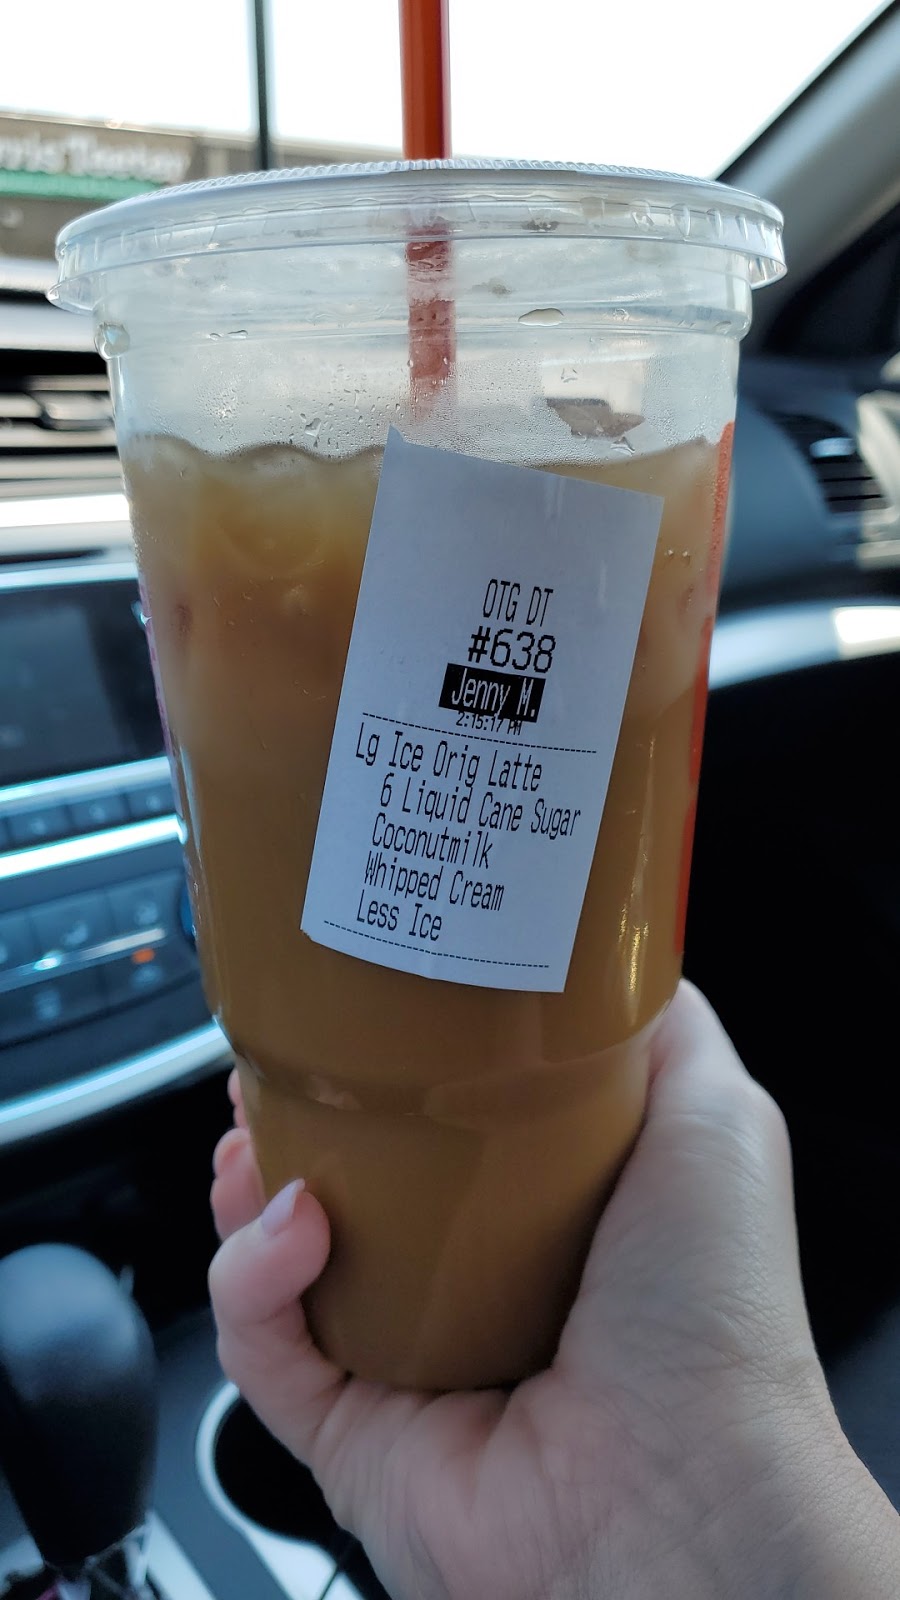 Teeter
OTG DT
#638
Jenny M.
2:15:17 PM
Lg Ice Orig Latte
6 Liquid Cane Sugar
Coconutmilk
Whipped Cream
Less Ice